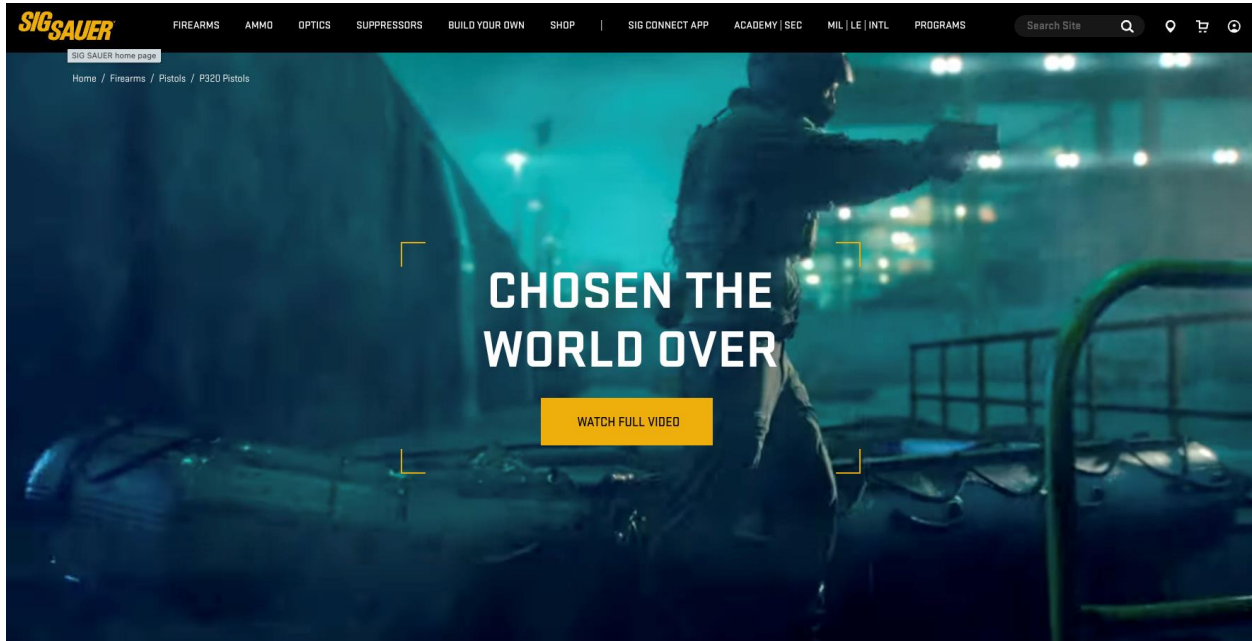 SIG SAUER
FIREARMS AMMO OPTICS SUPPRESSORS BUILD YOUR OWN SHOP | SIG CONNECT APP ACADEMY | SEC MIL | LE | INTL PROGRAMS Search Site
SIG SAUER home page
Home / Firearms / Pistols / P320 Pistols
CHOSEN THE
WORLD OVER
WATCH FULL VIDEO